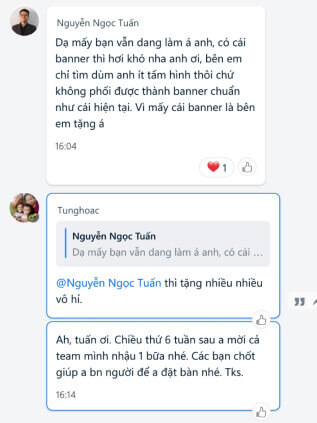 Nguyễn Ngọc Tuấn
Dạ mấy bạn vẫn dang làm á anh, có cái
banner thì hơi khó nha anh ơi, bên em
chỉ tìm dùm anh ít tấm hình thôi chứ
không phối được thành banner chuẩn
như cái hiện tại. Vì mấy cái banner là bên
em tặng á
16:04
1
Tunghoac
Nguyễn Ngọc Tuấn
Dạ mấy bạn vẫn dang làm á anh, có cái ...
@Nguyễn Ngọc Tuấn thì tặng nhiều nhiều
vô hí.
Ah, tuấn ơi. Chiều thứ 6 tuần sau a mời cả
team mình nhậu 1 bữa nhé. Các bạn chốt
giúp a bn người để a đặt bàn nhé. Tks.
16:14